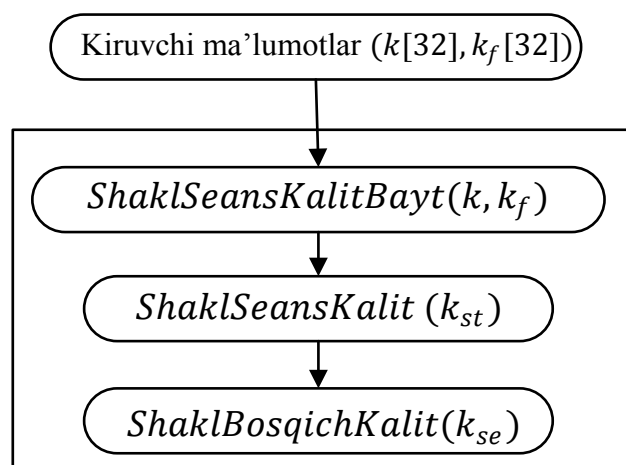 Kiruvchi ma’lumotlar (k[32], k_f[32])
ShaklSeansKalitBayt(k, k_f)
ShaklSeansKalit (k_st)
ShaklBosqichKalit(k_se)